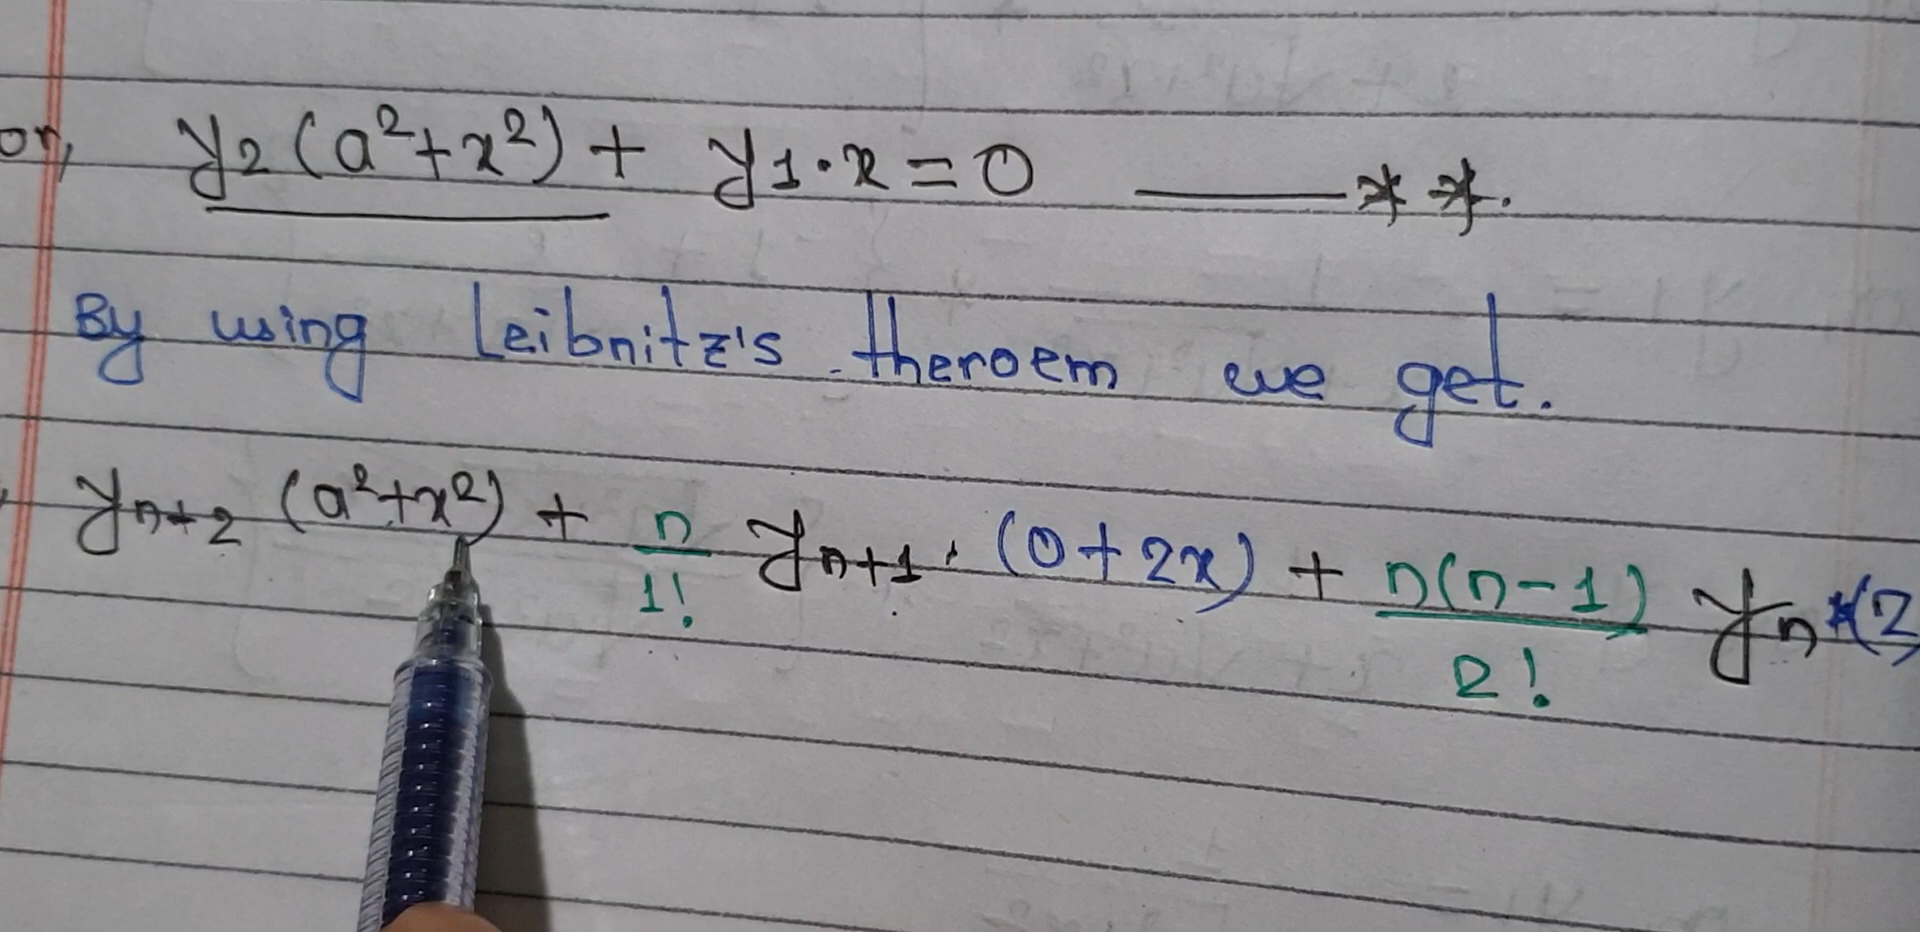 or, y₂(a²+x²) + y₁·x = 0 ——**.
By using Leibnitz's theroem we get.
yₙ₊₂ (a²+x²) + n/1! yₙ₊₁· (0+2x) + n(n-1)/2! yₙ*(2